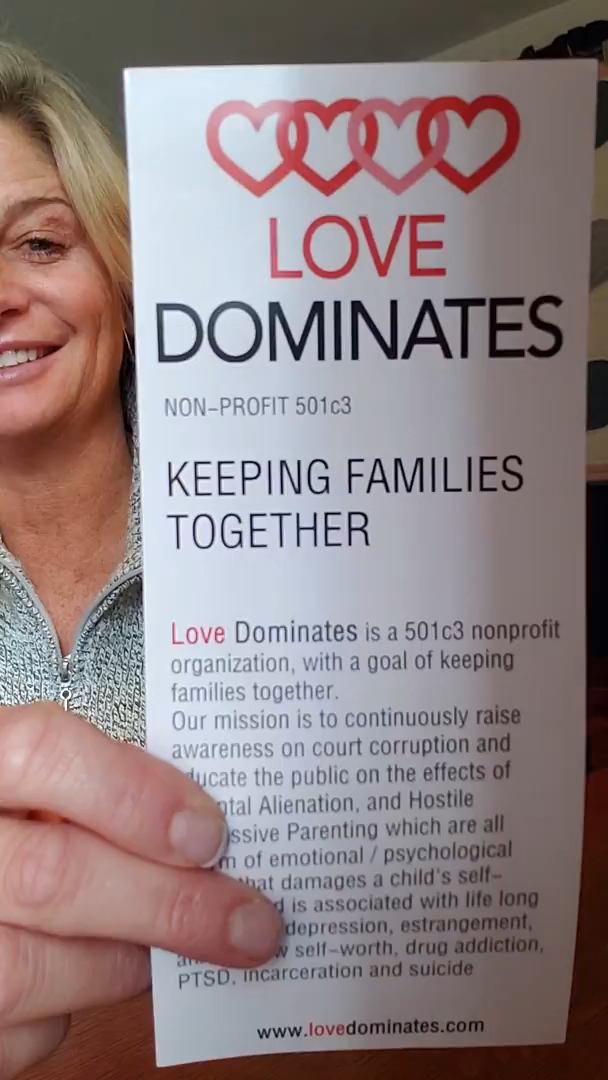 LOVE
DOMINATES
NON-PROFIT 501c3
KEEPING FAMILIES
TOGETHER
Love Dominates is a 501c3 nonprofit
organization, with a goal of keeping
families together.
Our mission is to continuously raise
awareness on court corruption and
educate the public on the effects of
Alienation, and Hostile
Parenting which are all
of emotional / psychological
that damages a child's self-
is associated with life long
depression, estrangement,
self-worth, drug addiction,
PTSD, incarceration and suicide
www.lovedominates.com